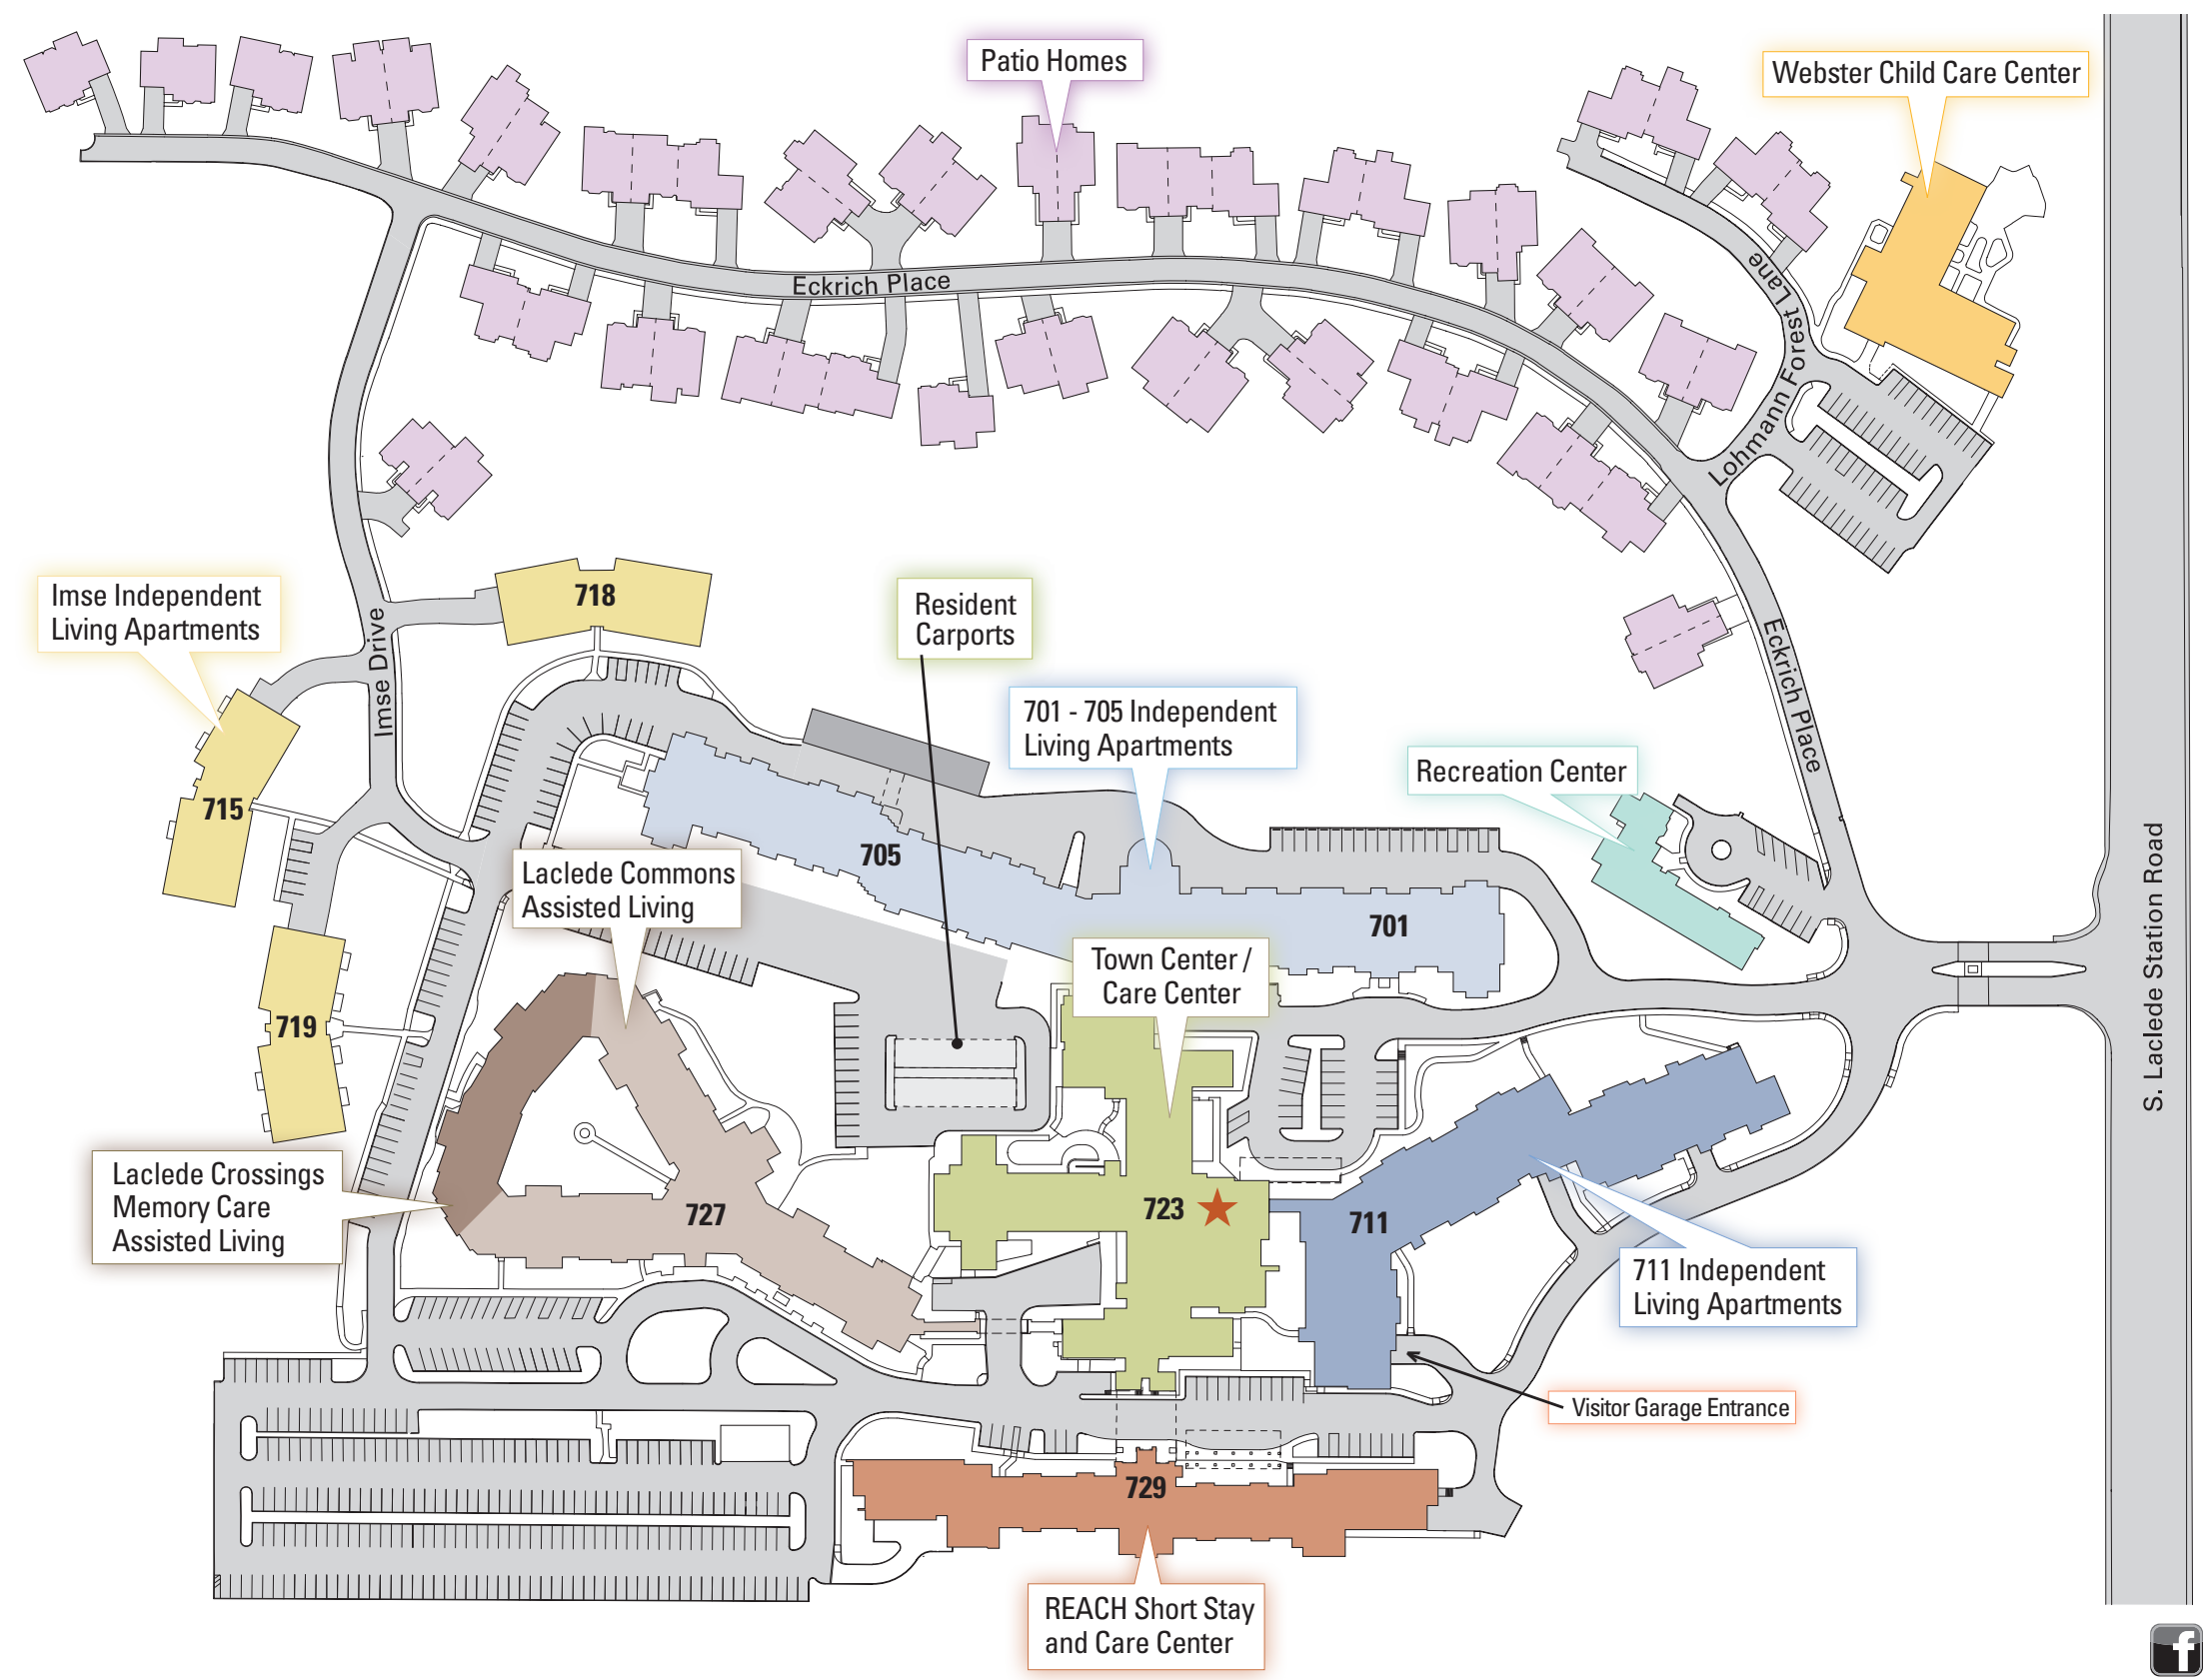 Patio Homes
Webster Child Care Center
Eckrich Place
Lohmann Forest Lane
Imse Independent
Living Apartments
718
Imse Drive
Resident
Carports
Eckrich Place
701 - 705 Independent
Living Apartments
Recreation Center
715
705
Laclede Commons
Assisted Living
701
S. Laclede Station Road
Town Center /
Care Center
719
Laclede Crossings
Memory Care
Assisted Living
727
723
711
711 Independent
Living Apartments
Visitor Garage Entrance
729
REACH Short Stay
and Care Center
f